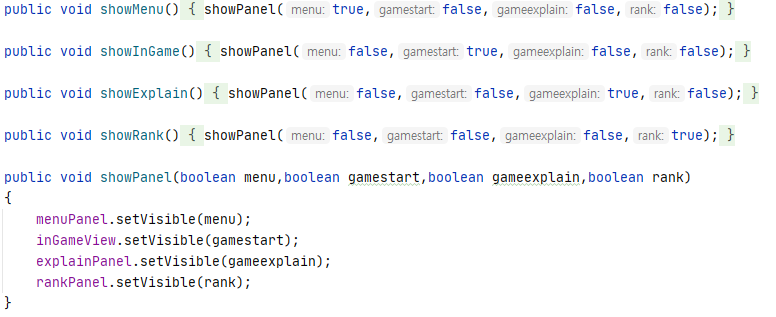 public void showMenu() { showPanel( menu: true, gamestart: false, gameexplain: false, rank: false); }
public void showInGame() { showPanel( menu: false, gamestart: true, gameexplain: false, rank: false); }
public void showExplain() { showPanel( menu: false, gamestart: false, gameexplain: true, rank: false); }
public void showRank() { showPanel( menu: false, gamestart: false, gameexplain: false, rank: true); }
public void showPanel(boolean menu,boolean gamestart,boolean gameexplain,boolean rank)
{
menuPanel.setVisible(menu);
inGameView.setVisible(gamestart);
explainPanel.setVisible(gameexplain);
rankPanel.setVisible(rank);
}